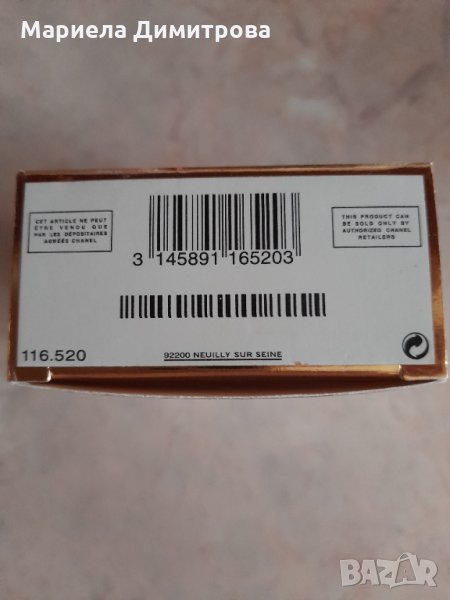 Мариела Димитрова
CET ARTICLE NE PEUT
ÊTRE VENDU QUE
PAR LES DÉPOSITAIRES
AGRÉÉS CHANEL
THIS PRODUCT CAN
BE SOLD ONLY BY
AUTHORIZED CHANEL
RETAILERS
3 145891 165203
116.520
92200 NEUILLY SUR SEINE
BAZAR